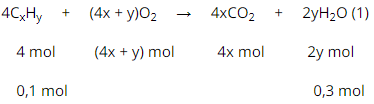 4CₓHᵧ + (4x + y)O₂ → 4xCO₂ + 2yH₂O (1)
4 mol (4x + y) mol 4x mol 2y mol
0,1 mol 0,3 mol